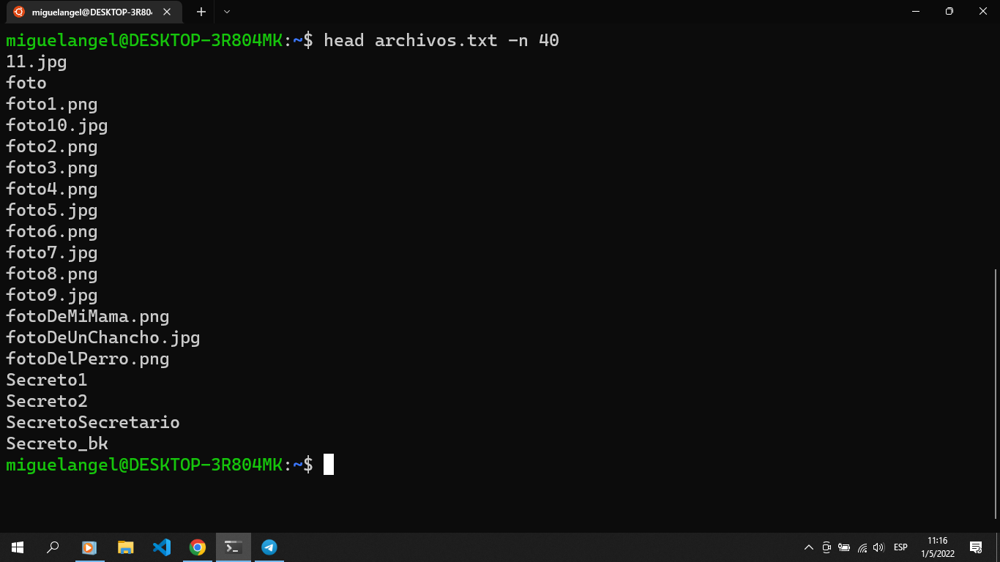 miguelangel@DESKTOP-3R804
miguelangel@DESKTOP-3R804MK:~$ head archivos.txt -n 40
11.jpg
foto
foto1.png
foto10.jpg
foto2.png
foto3.png
foto4.png
foto5.jpg
foto6.png
foto7.jpg
foto8.png
foto9.jpg
fotoDeMiMama.png
fotoDeUnChancho.jpg
fotoDelPerro.png
Secreto1
Secreto2
SecretoSecretario
Secreto_bk
miguelangel@DESKTOP-3R804MK:~$
ESP
11:16
1/5/2022